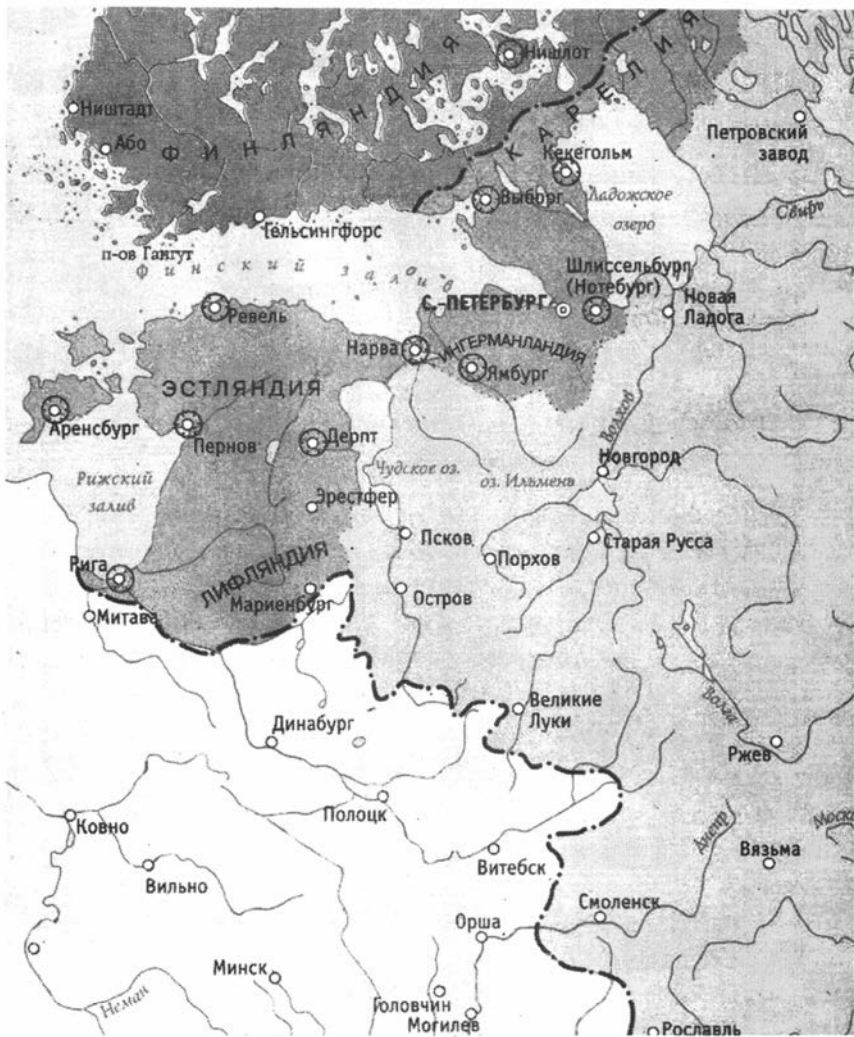 Нишлот
ФИНЛЯНДИЯ
КАРЕЛИЯ
Ништадт
Або
Петровский
завод
Кекегольм
Выборг
Ладожское
озеро
Свирь
Гельсингфорс
п-ов Гангут
финский залив
Шлиссельбург
(Нотебург)
С.-ПЕТЕРБУРГ
Новая
Ладога
Ревель
Нарва
ИНГЕРМАНЛАНДИЯ
Ямбург
ЭСТЛЯНДИЯ
Аренсбург
Пернов
Дерпт
Волхов
Чудское оз.
оз. Ильмень
Новгород
Рижский
залив
Эрестфер
Псков
Порхов
Старая Русса
Рига
ЛИФЛЯНДИЯ
Мариенбург
Остров
Митава
Великие
Луки
Волга
Динабург
Ржев
Полоцк
Ковно
Днепр
Моск
Вязьма
Витебск
Вильно
Смоленск
Орша
Минск
Неман
Головчин
Могилев
Рославль